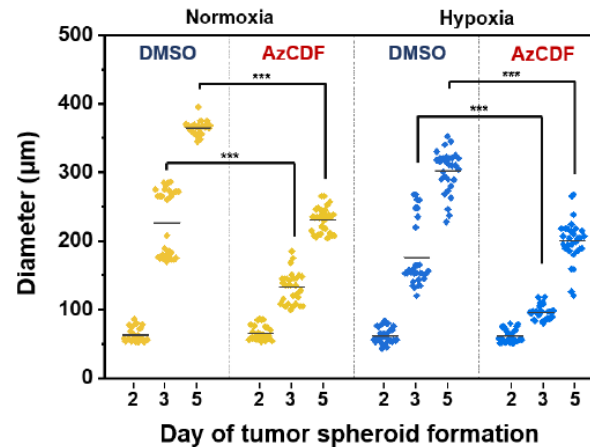 Normoxia Hypoxia
DMSO AzCDF DMSO AzCDF
500
400
300
200
100
0
Diameter (µm)
*** ***
*** ***
2 3 5 2 3 5 2 3 5 2 3 5
Day of tumor spheroid formation